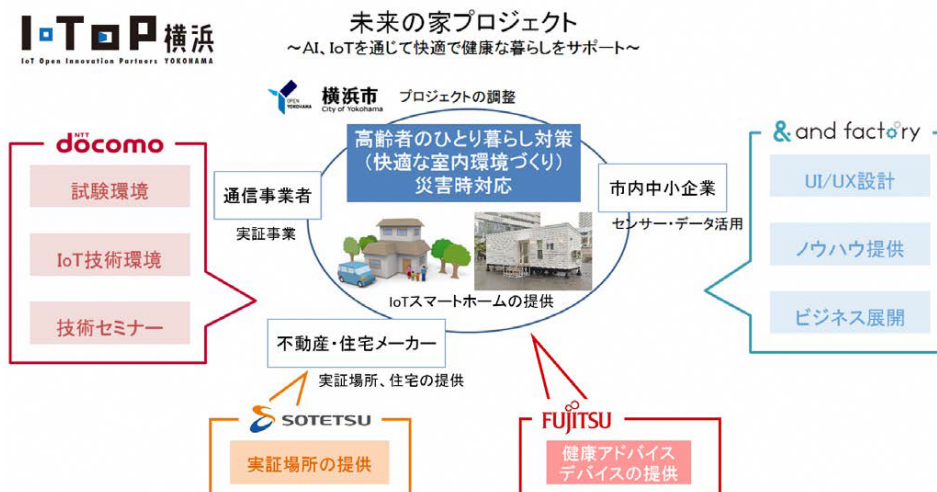 I・TOP横浜
IoT Open Innovation Partners YOKOHAMA
未来の家プロジェクト
～AI、IoTを通じて快適で健康な暮らしをサポート～
OPEN YOKOHAMA
横浜市
City of Yokohama
プロジェクトの調整
高齢者のひとり暮らし対策
(快適な室内環境づくり)
災害時対応
通信事業者
実証事業
市内中小企業
センサー・データ活用
IoTスマートホームの提供
不動産・住宅メーカー
実証場所、住宅の提供
NTT
docomo
試験環境
IoT技術環境
技術セミナー
& and factory
UI/UX設計
ノウハウ提供
ビジネス展開
SOTETSU
実証場所の提供
FUJITSU
健康アドバイス
デバイスの提供